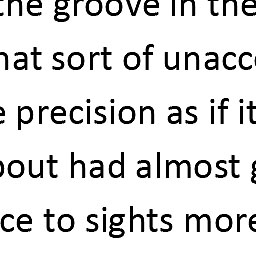 the groove in the
hat sort of unacc
e precision as if it
bout had almost g
ce to sights more